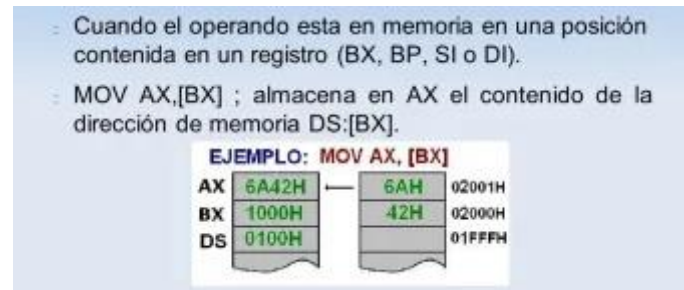 Cuando el operando esta en memoria en una posición
contenida en un registro (BX, BP, SI o DI).
MOV AX,[BX] ; almacena en AX el contenido de la
dirección de memoria DS:[BX].
EJEMPLO: MOV AX, [BX]
AX 6A42H ← 6AH 02001H
BX 1000H 42H 02000H
DS 0100H 01FFFH